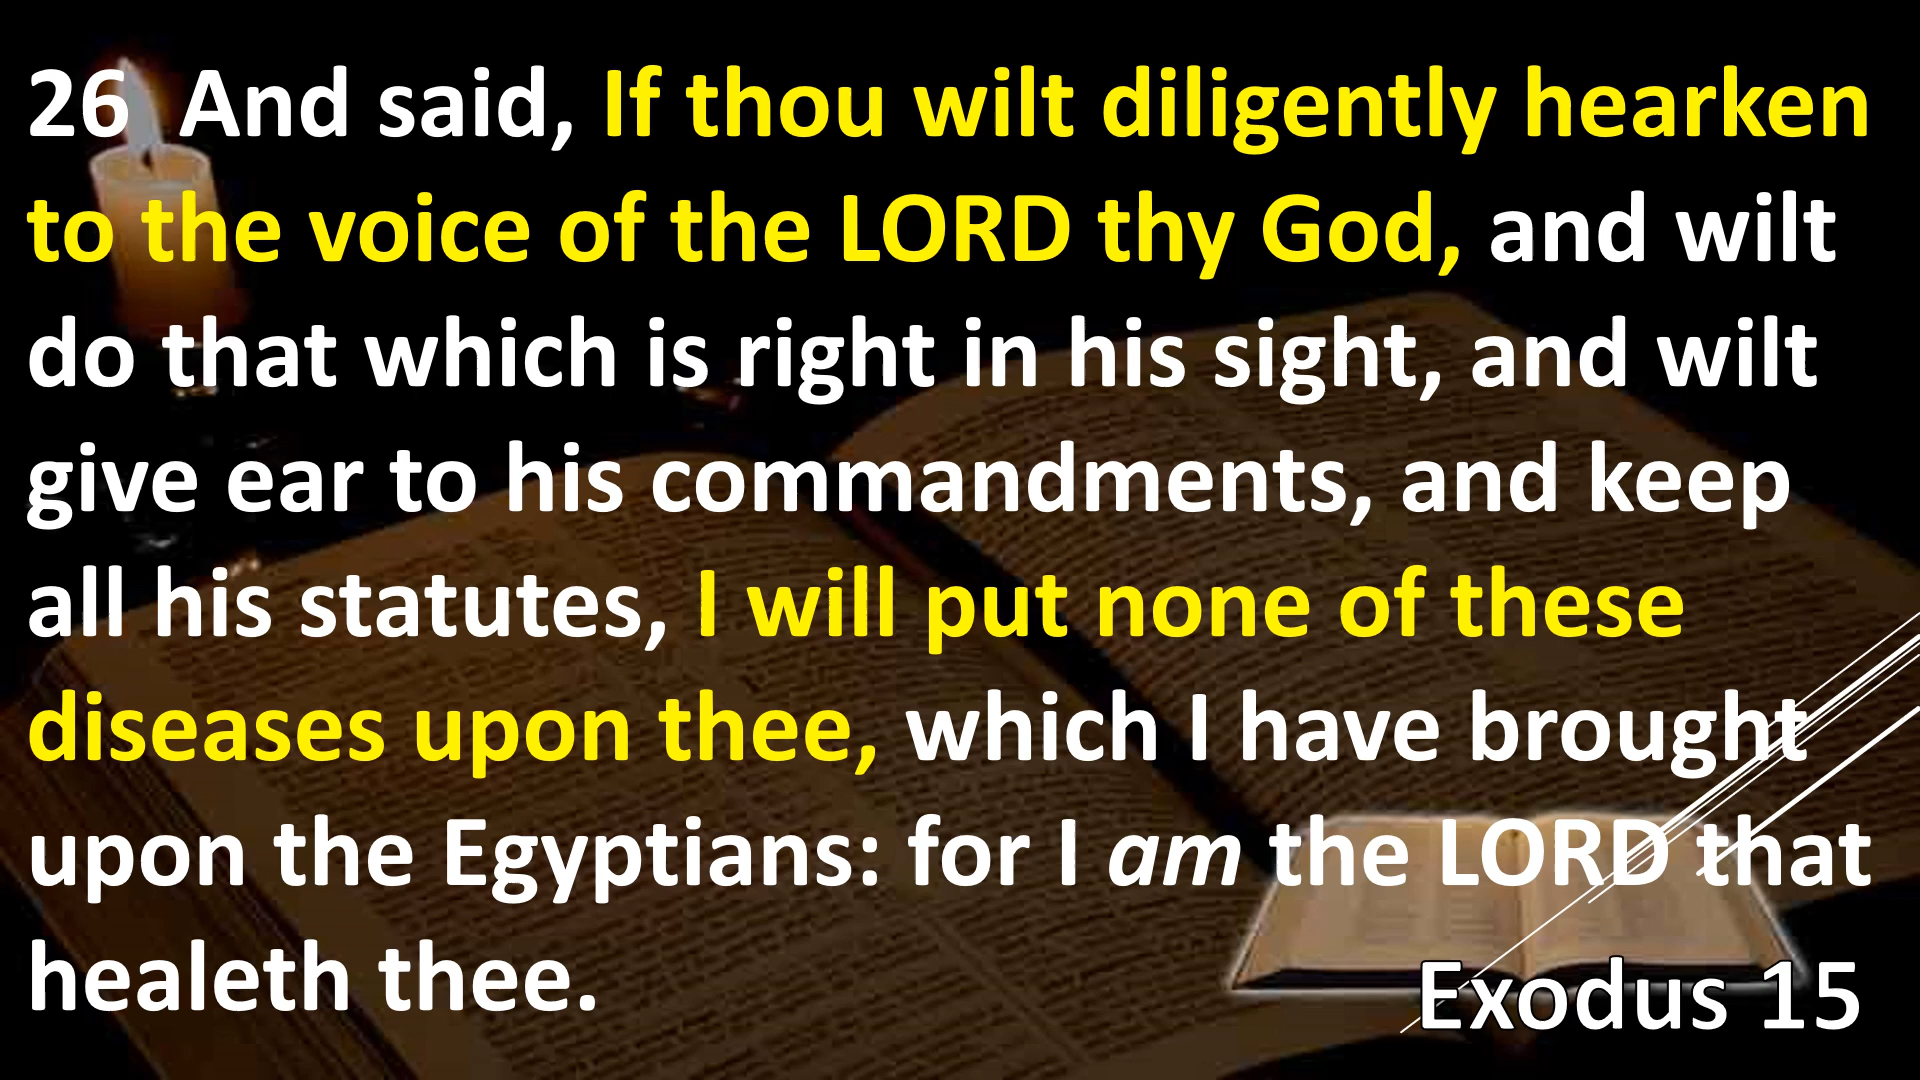 26  And said, If thou wilt diligently hearken
to the voice of the LORD thy God, and wilt
do that which is right in his sight, and wilt
give ear to his commandments, and keep
all his statutes, I will put none of these
diseases upon thee, which I have brought
upon the Egyptians: for I am the LORD that
healeth thee.
Exodus 15